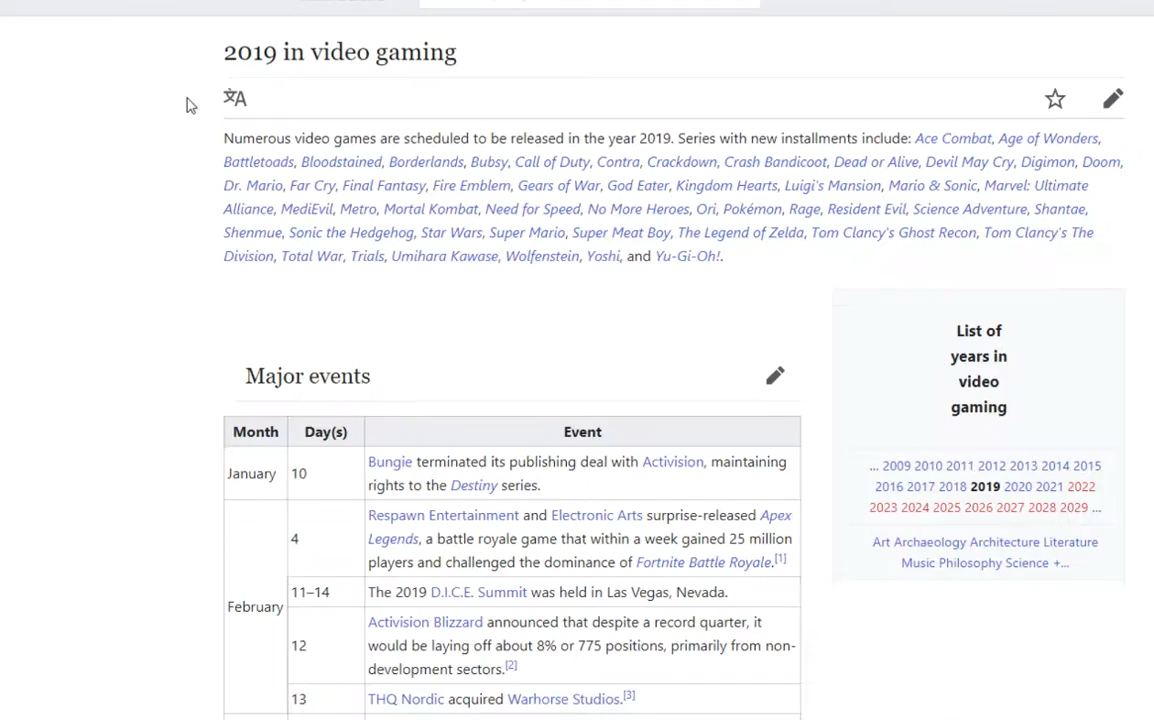 2019 in video gaming
文A
Numerous video games are scheduled to be released in the year 2019. Series with new installments include: Ace Combat, Age of Wonders,
Battletoads, Bloodstained, Borderlands, Bubsy, Call of Duty, Contra, Crackdown, Crash Bandicoot, Dead or Alive, Devil May Cry, Digimon, Doom,
Dr. Mario, Far Cry, Final Fantasy, Fire Emblem, Gears of War, God Eater, Kingdom Hearts, Luigi's Mansion, Mario & Sonic, Marvel: Ultimate
Alliance, MediEvil, Metro, Mortal Kombat, Need for Speed, No More Heroes, Ori, Pokémon, Rage, Resident Evil, Science Adventure, Shantae,
Shenmue, Sonic the Hedgehog, Star Wars, Super Mario, Super Meat Boy, The Legend of Zelda, Tom Clancy's Ghost Recon, Tom Clancy's The
Division, Total War, Trials, Umihara Kawase, Wolfenstein, Yoshi, and Yu-Gi-Oh!.
Major events
Month Day(s) Event
January 10 Bungie terminated its publishing deal with Activision, maintaining
rights to the Destiny series.
February 4 Respawn Entertainment and Electronic Arts surprise-released Apex
Legends, a battle royale game that within a week gained 25 million
players and challenged the dominance of Fortnite Battle Royale.[1]
11–14 The 2019 D.I.C.E. Summit was held in Las Vegas, Nevada.
12 Activision Blizzard announced that despite a record quarter, it
would be laying off about 8% or 775 positions, primarily from non-
development sectors.[2]
13 THQ Nordic acquired Warhorse Studios.[3]
List of
years in
video
gaming
... 2009 2010 2011 2012 2013 2014 2015
2016 2017 2018 2019 2020 2021 2022
2023 2024 2025 2026 2027 2028 2029 ...
Art Archaeology Architecture Literature
Music Philosophy Science +...